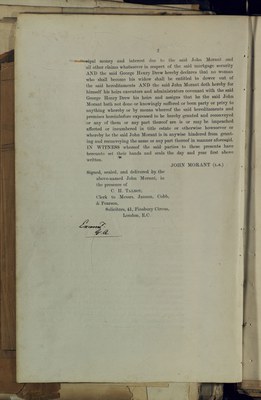 2
principal money and interest due to the said John Morant and
all other claims whatsoever in respect of the said mortgage security
AND the said George Henry Drew hereby declares that no woman
who shall become his widow shall be entitled to dower out of
the said hereditaments AND the said John Morant doth hereby for
himself his heirs executors and administrators covenant with the said
George Henry Drew his heirs and assigns that he the said John
Morant hath not done or knowingly suffered or been party or privy to
anything whereby or by means whereof the said hereditaments and
premises hereinbefore expressed to be hereby granted and conveyed
or any of them or any part thereof are is or may be impeached
affected or incumbered in title estate or otherwise howsoever or
whereby he the said John Morant is in anywise hindered from grant-
ing and conveying the same or any part thereof in manner aforesaid.
IN WITNESS whereof the said parties to these presents have
hereunto set their hands and seals the day and year first above
written.
JOHN MORANT (L.S.)
Signed, sealed, and delivered by the
above-named John Morant, in
the presence of
C. H.
Clerk to Messrs.
& Pearson,
Solicitors, 41, Finsbury Circus,
London, E.C.